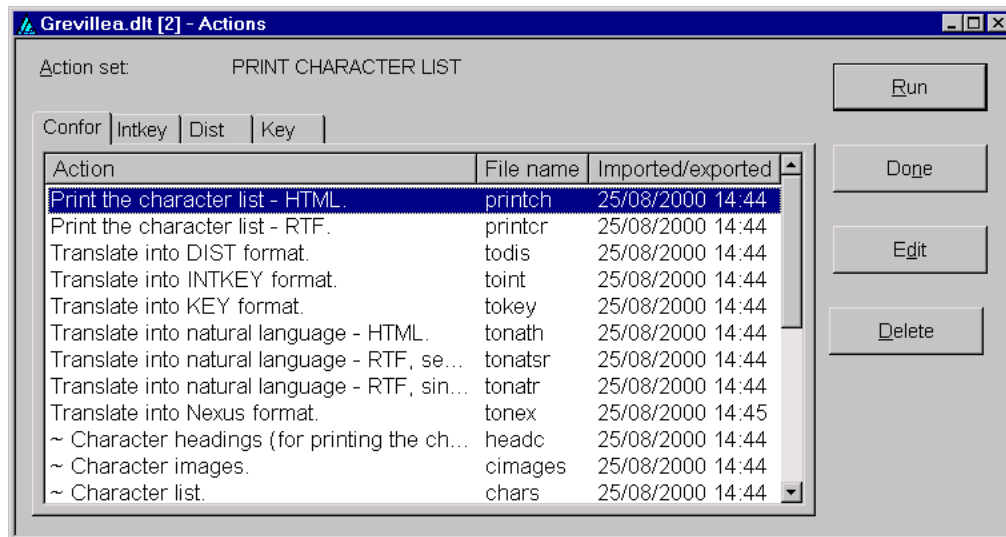 Grevillea.dlt [2] - Actions
Action set: PRINT CHARACTER LIST
Run
Confor Intkey Dist Key
Action File name Imported/exported
Done
Print the character list - HTML. printch 25/08/2000 14:44
Print the character list - RTF. printcr 25/08/2000 14:44
Translate into DIST format. todis 25/08/2000 14:44
Edit
Translate into INTKEY format. toint 25/08/2000 14:44
Translate into KEY format. tokey 25/08/2000 14:44
Translate into natural language - HTML. tonath 25/08/2000 14:44
Delete
Translate into natural language - RTF, se... tonatsr 25/08/2000 14:44
Translate into natural language - RTF, sin... tonatr 25/08/2000 14:44
Translate into Nexus format. tonex 25/08/2000 14:45
~ Character headings (for printing the ch... headc 25/08/2000 14:44
~ Character images. cimages 25/08/2000 14:44
~ Character list. chars 25/08/2000 14:44